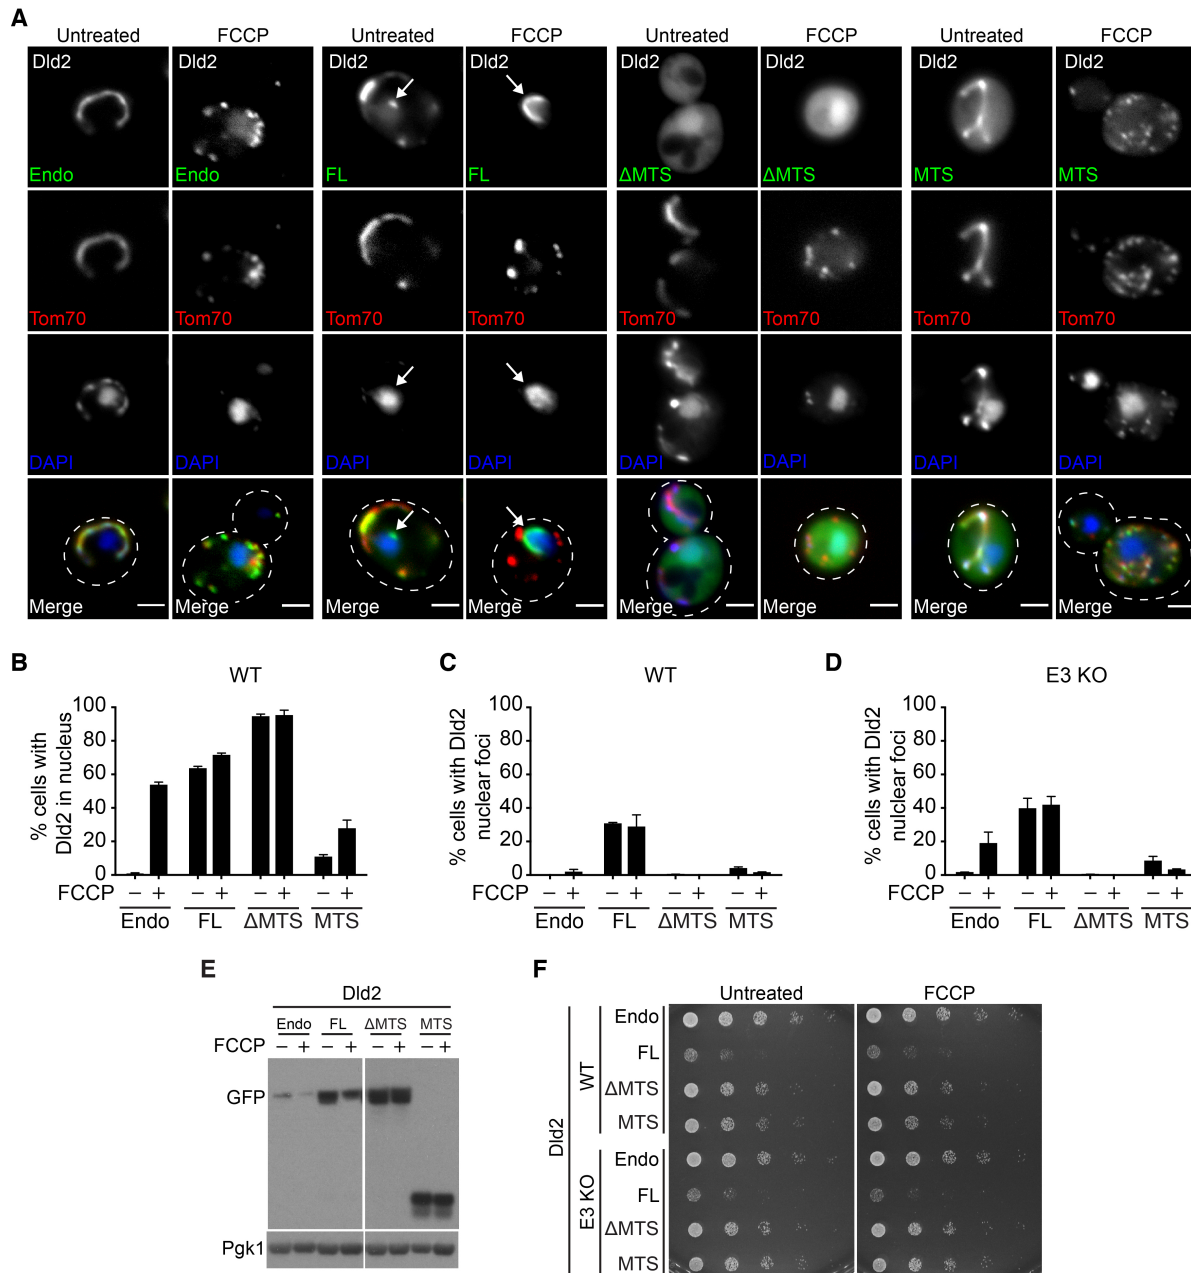 A
Untreated FCCP Untreated FCCP Untreated FCCP Untreated FCCP
Dld2 Dld2 Dld2 Dld2 Dld2 Dld2 Dld2 Dld2
Endo Endo FL FL ΔMTS ΔMTS MTS MTS
Tom70 Tom70 Tom70 Tom70 Tom70 Tom70 Tom70 Tom70
DAPI DAPI DAPI DAPI DAPI DAPI DAPI DAPI
Merge Merge Merge Merge Merge Merge Merge Merge
B
WT
% cells with
Dld2 in nucleus
100
80
60
40
20
0
FCCP − + − + − + − +
Endo FL ΔMTS MTS
C
WT
% cells with Dld2
nuclear foci
100
80
60
40
20
0
FCCP − + − + − + − +
Endo FL ΔMTS MTS
D
E3 KO
% cells with Dld2
nulclear foci
100
80
60
40
20
0
FCCP − + − + − + − +
Endo FL ΔMTS MTS
E
Dld2
Endo FL ΔMTS MTS
FCCP − + − + − + − +
GFP
Pgk1
F
Untreated FCCP
Dld2
WT
Endo
FL
ΔMTS
MTS
E3 KO
Endo
FL
ΔMTS
MTS